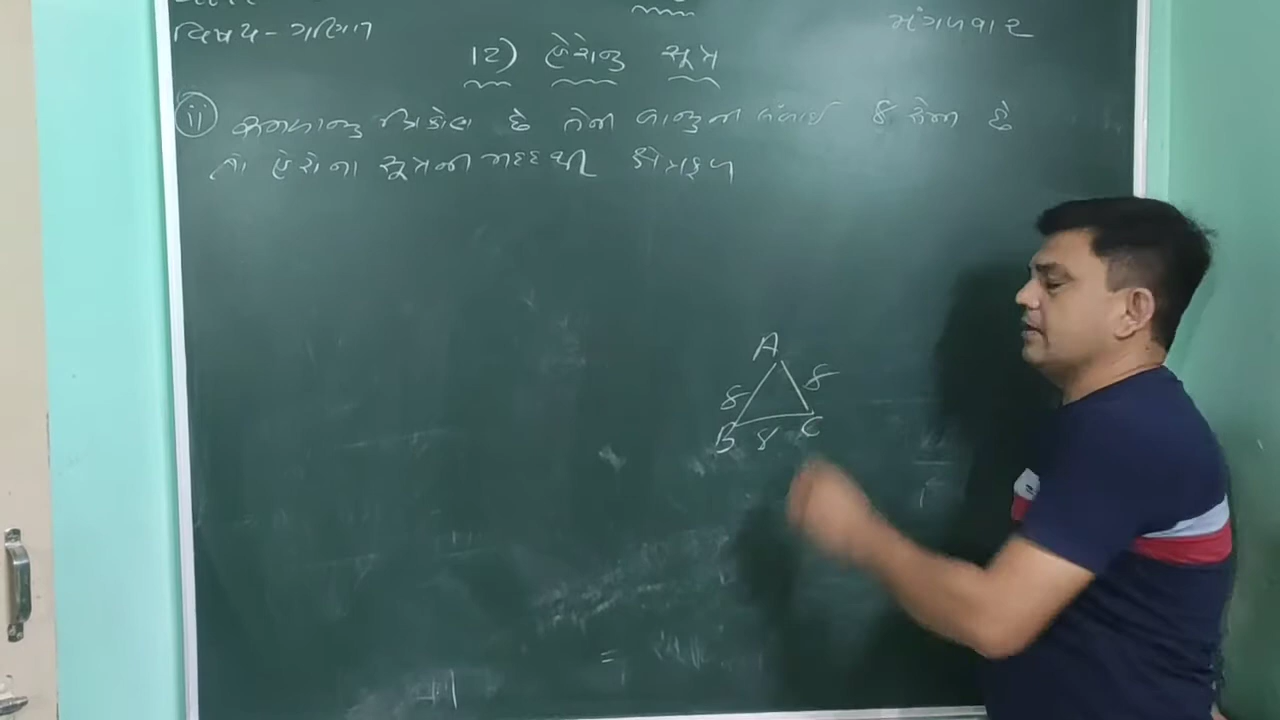 વિષય - ગણિત
મંગળવાર
12) હેરોનુ સૂત્ર
ii સમબાજુ ત્રિકોણ છે તેની બાજુની લંબાઈ 8 સેમી છે
તો હેરોના સૂત્રની મદદથી ક્ષેત્રફળ
A
8 8
B 8 C